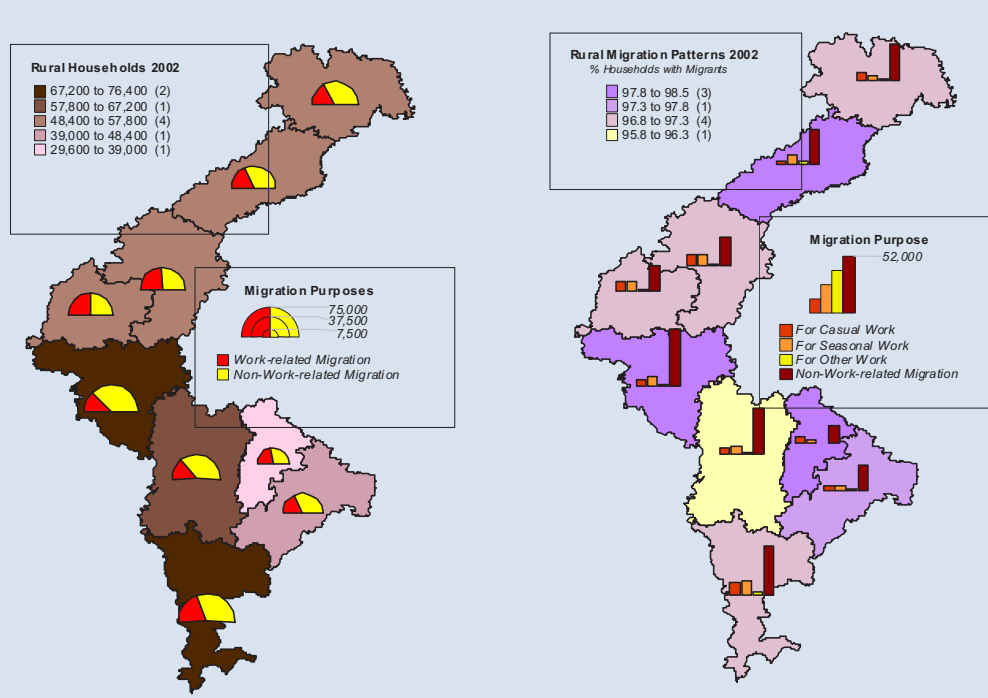 Rural Households 2002
67,200 to 76,400 (2)
57,800 to 67,200 (1)
48,400 to 57,800 (4)
39,000 to 48,400 (1)
29,600 to 39,000 (1)
Migration Purposes
75,000
37,500
7,500
Work-related Migration
Non-Work-related Migration
Rural Migration Patterns 2002
% Households with Migrants
97.8 to 98.5 (3)
97.3 to 97.8 (1)
96.8 to 97.3 (4)
95.8 to 96.3 (1)
Migration Purpose
52,000
For Casual Work
For Seasonal Work
For Other Work
Non-Work-related Migration